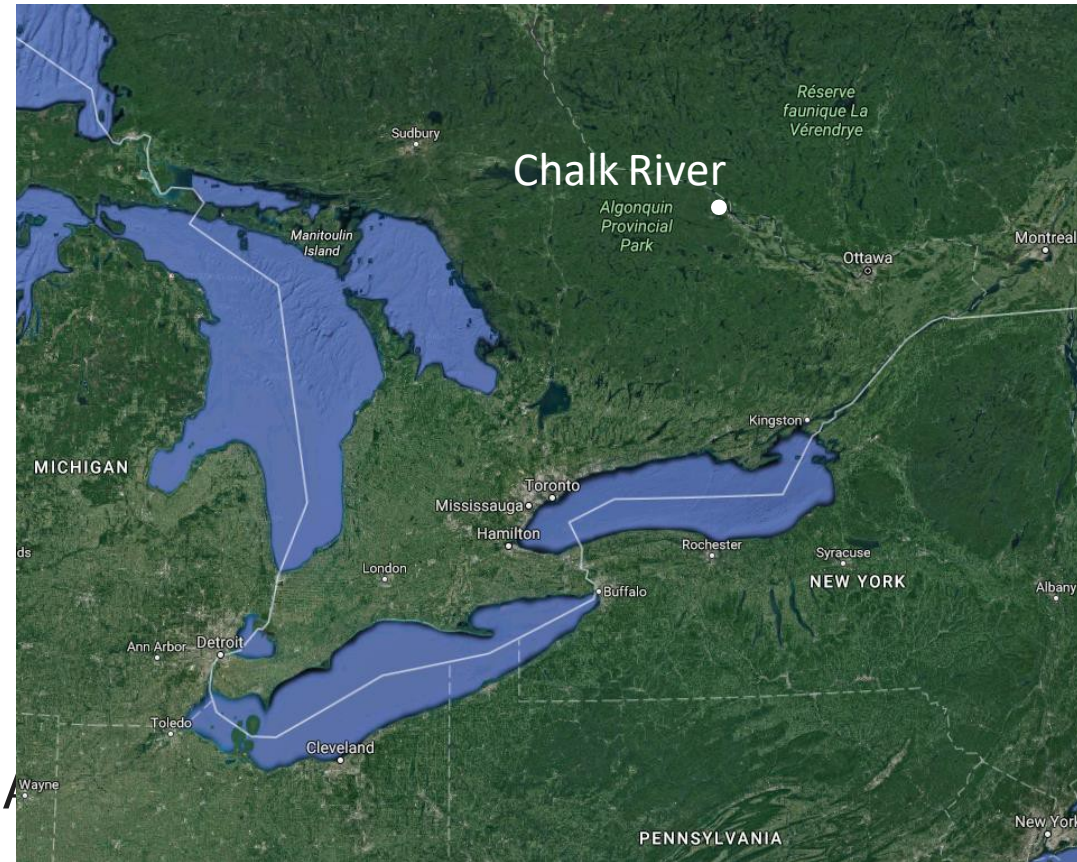 Réserve
faunique La
Vérendrye
Sudbury
Chalk River
Algonquin
Provincial
Park
Manitoulin
Island
Montreal
Ottawa
Kingston
MICHIGAN
Toronto
Mississauga
Hamilton
Rochester
Syracuse
ds
London
NEW YORK
Buffalo
Albany
Ann Arbor
Detroit
Toledo
Cleveland
Wayne
New York
PENNSYLVANIA